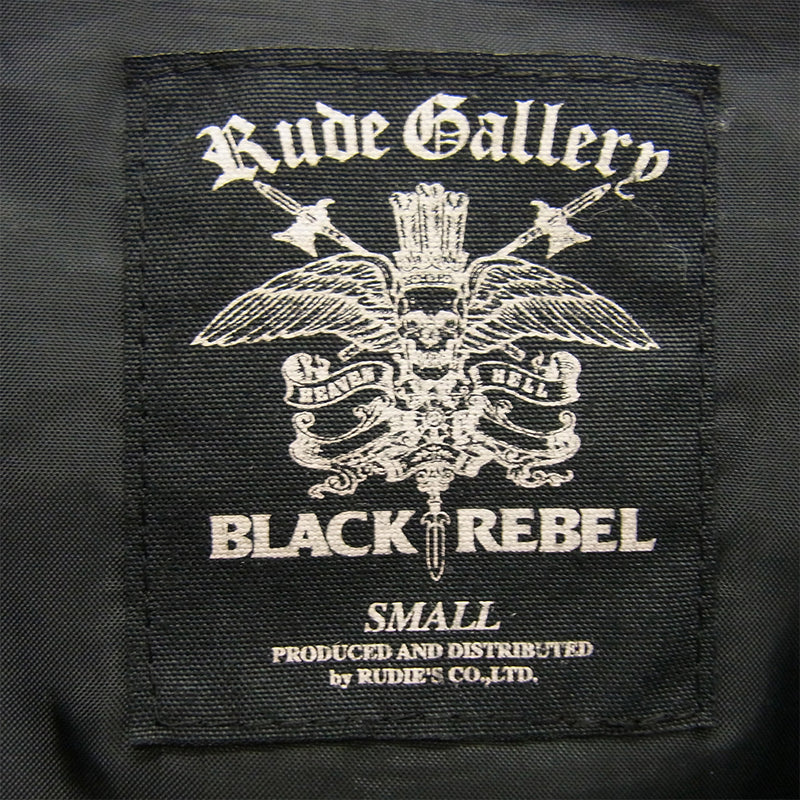 Rude Gallery
HEAVEN HELL
BLACK REBEL
SMALL
PRODUCED AND DISTRIBUTED
by RUDIE'S CO.,LTD.